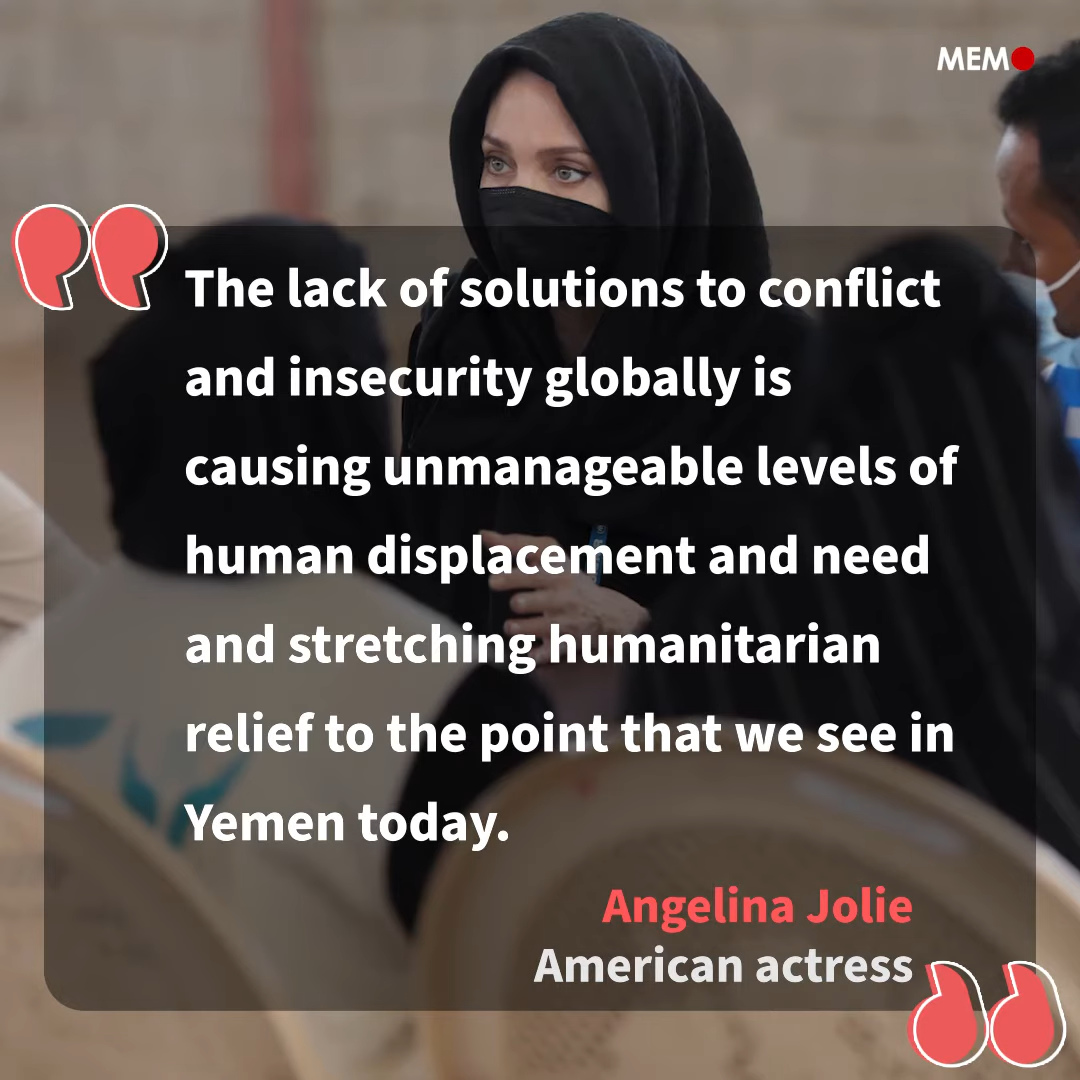 MEMO
The lack of solutions to conflict
and insecurity globally is
causing unmanageable levels of
human displacement and need
and stretching humanitarian
relief to the point that we see in
Yemen today.
Angelina Jolie
American actress